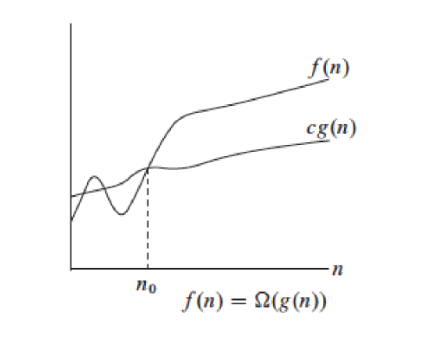 f(n)
cg(n)
n
n₀
f(n) = Ω(g(n))